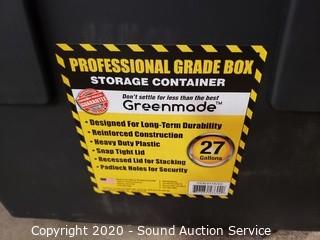 PROFESSIONAL GRADE BOX
STORAGE CONTAINER
Don't settle for less than the best
GUARANTEE
Greenmade™
• Designed For Long-Term Durability
• Reinforced Construction
• Heavy Duty Plastic
• Snap Tight Lid
• Recessed Lid for Stacking
• Padlock Holes for Security
27
Gallons
Copyright 2020 - Sound Auction Service